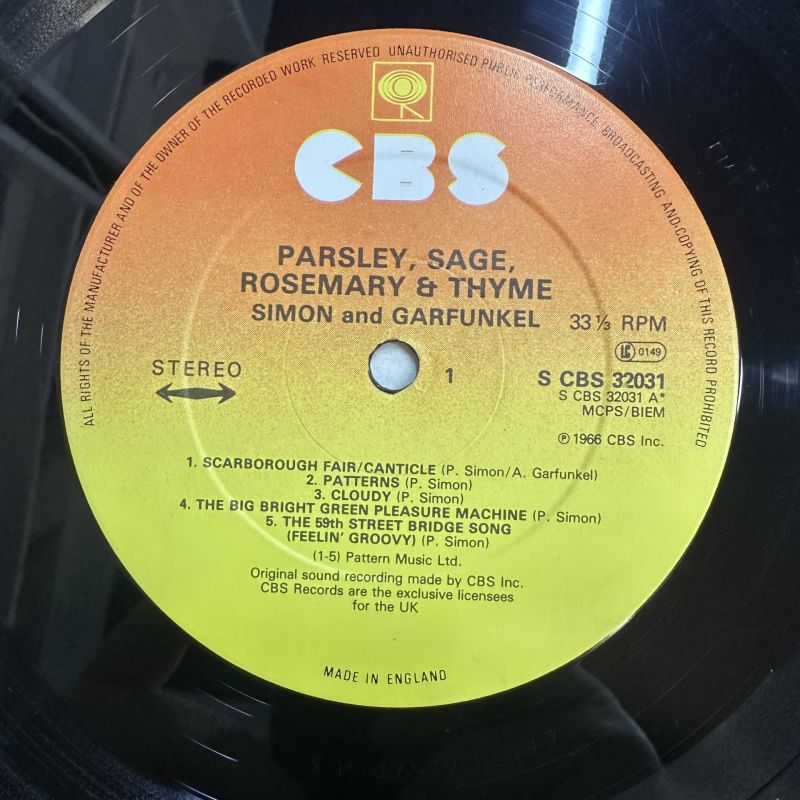 ALL RIGHTS OF THE MANUFACTURER AND OF THE OWNER OF THE RECORDED WORK RESERVED UNAUTHORISED PUBLIC PERFORMANCE BROADCASTING AND COPYING OF THIS RECORD PROHIBITED
CBS
PARSLEY, SAGE,
ROSEMARY & THYME
SIMON and GARFUNKEL
33 ⅓ RPM
LC 0149
STEREO
1
S CBS 32031
S CBS 32031 A*
MCPS/BIEM
℗ 1966 CBS Inc.
1. SCARBOROUGH FAIR/CANTICLE (P. Simon/A. Garfunkel)
2. PATTERNS (P. Simon)
3. CLOUDY (P. Simon)
4. THE BIG BRIGHT GREEN PLEASURE MACHINE (P. Simon)
5. THE 59th STREET BRIDGE SONG
(FEELIN' GROOVY) (P. Simon)
(1-5) Pattern Music Ltd.
Original sound recording made by CBS Inc.
CBS Records are the exclusive licensees
for the UK
MADE IN ENGLAND